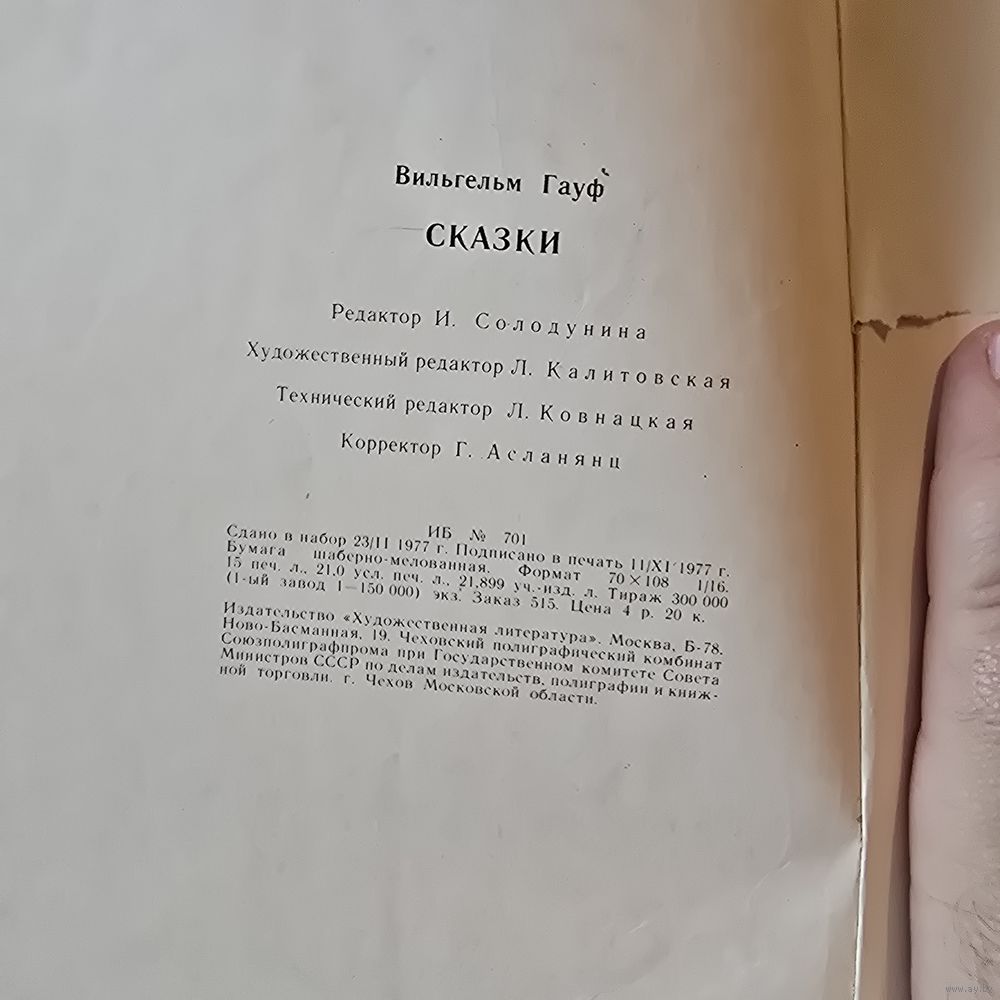 Вильгельм Гауф
СКАЗКИ
Редактор И. Солодунина
Художественный редактор Л. Калитовская
Технический редактор Л. Ковнацкая
Корректор Г. Асланянц
ИБ № 701
Сдано в набор 23/II 1977 г. Подписано в печать 11/XI 1977 г.
Бумага шаберно-мелованная. Формат 70×108 1/16.
15 печ. л., 21,0 усл. печ. л., 21,899 уч.-изд. л. Тираж 300 000
(1-ый завод 1—150 000) экз. Заказ 515. Цена 4 р. 20 к.
Издательство «Художественная литература». Москва, Б-78.
Ново-Басманная, 19. Чеховский полиграфический комбинат
Союзполиграфпрома при Государственном комитете Совета
Министров СССР по делам издательств, полиграфии и книж-
ной торговли. г. Чехов Московской области.